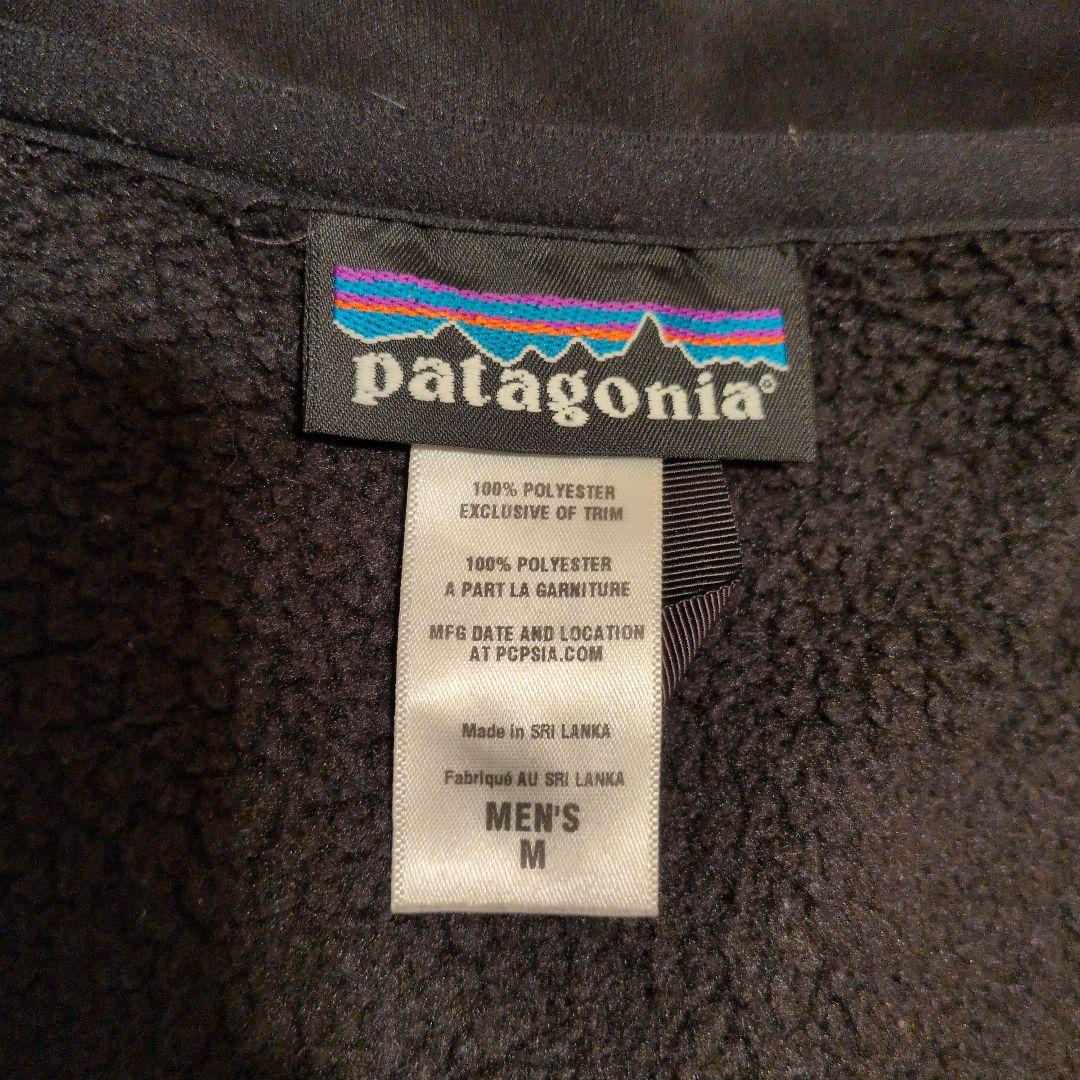 patagonia®
100% POLYESTER
EXCLUSIVE OF TRIM
100% POLYESTER
A PART LA GARNITURE
MFG DATE AND LOCATION
AT PCPSIA.COM
Made in SRI LANKA
Fabriqué AU SRI LANKA
MEN'S
M